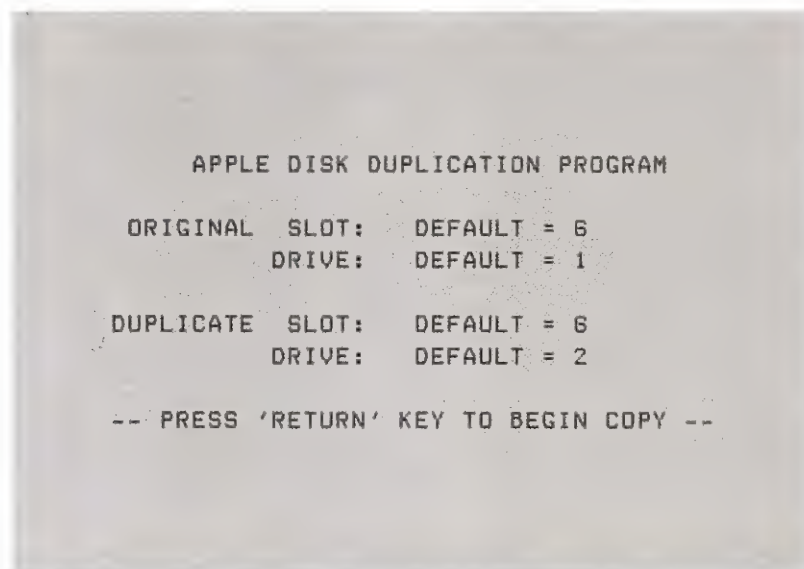 APPLE DISK DUPLICATION PROGRAM
ORIGINAL SLOT: DEFAULT = 6
DRIVE: DEFAULT = 1
DUPLICATE SLOT: DEFAULT = 6
DRIVE: DEFAULT = 2
-- PRESS 'RETURN' KEY TO BEGIN COPY --